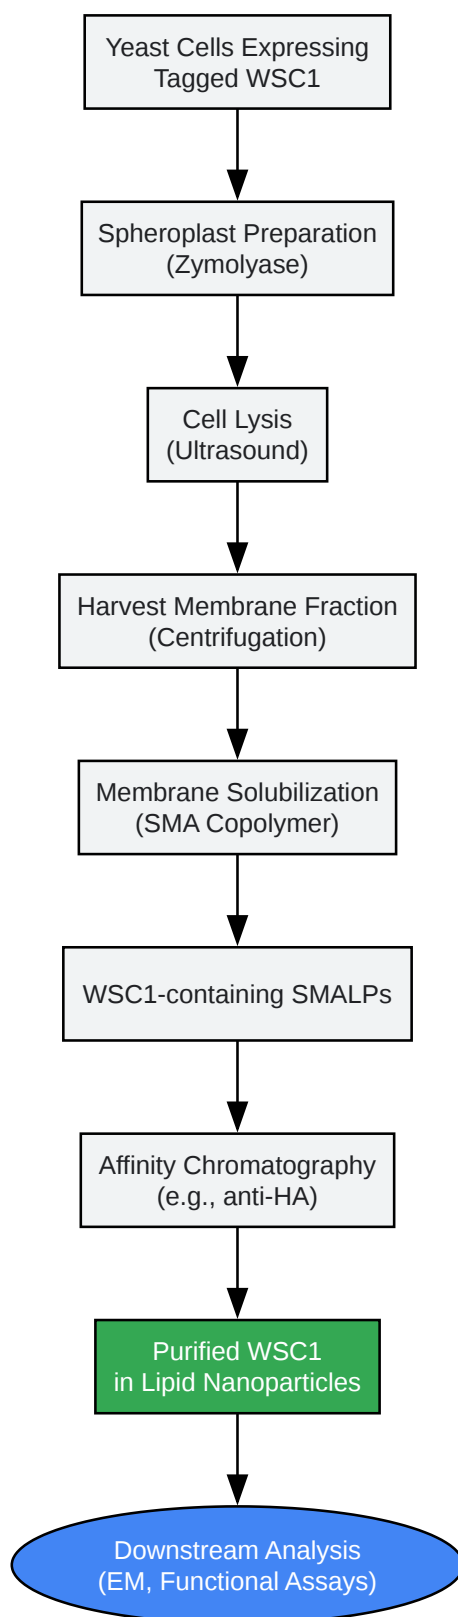 Yeast Cells Expressing
Tagged WSC1
Spheroplast Preparation
(Zymolyase)
Cell Lysis
(Ultrasound)
Harvest Membrane Fraction
(Centrifugation)
Membrane Solubilization
(SMA Copolymer)
WSC1-containing SMALPs
Affinity Chromatography
(e.g., anti-HA)
Purified WSC1
in Lipid Nanoparticles
Downstream Analysis
(EM, Functional Assays)